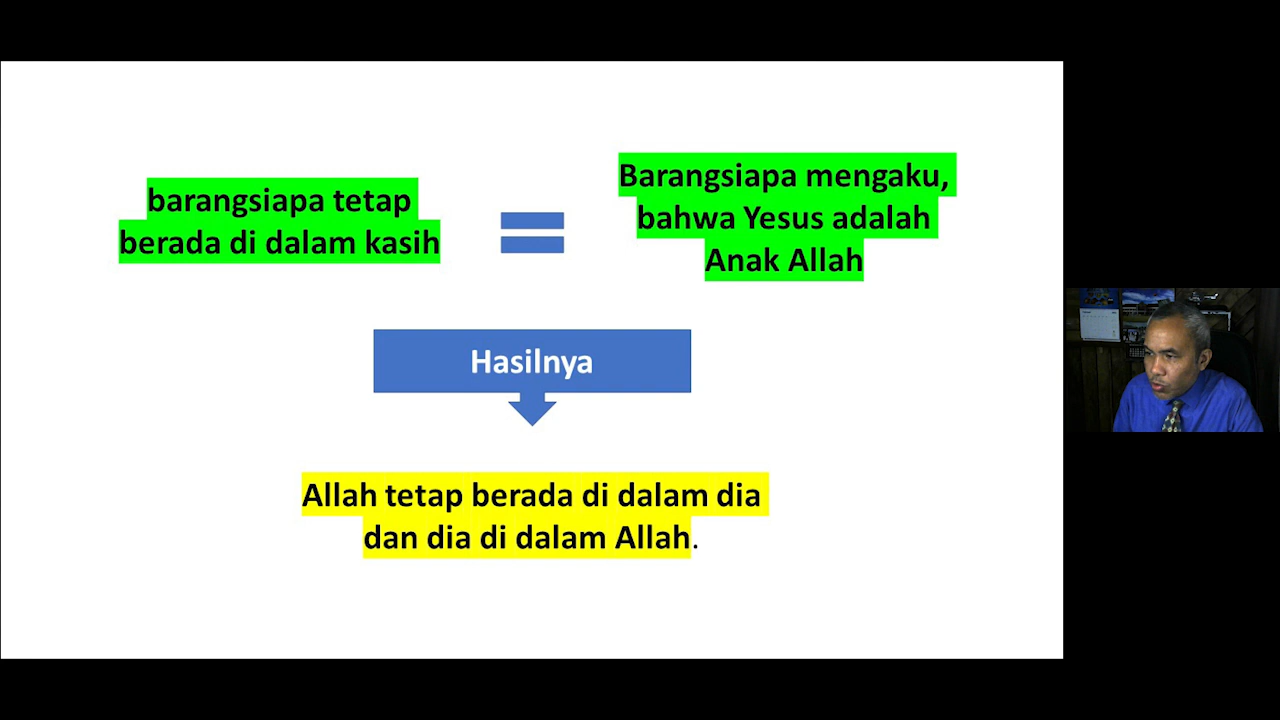 barangsiapa tetap
berada di dalam kasih
Barangsiapa mengaku,
bahwa Yesus adalah
Anak Allah
Hasilnya
Allah tetap berada di dalam dia
dan dia di dalam Allah.